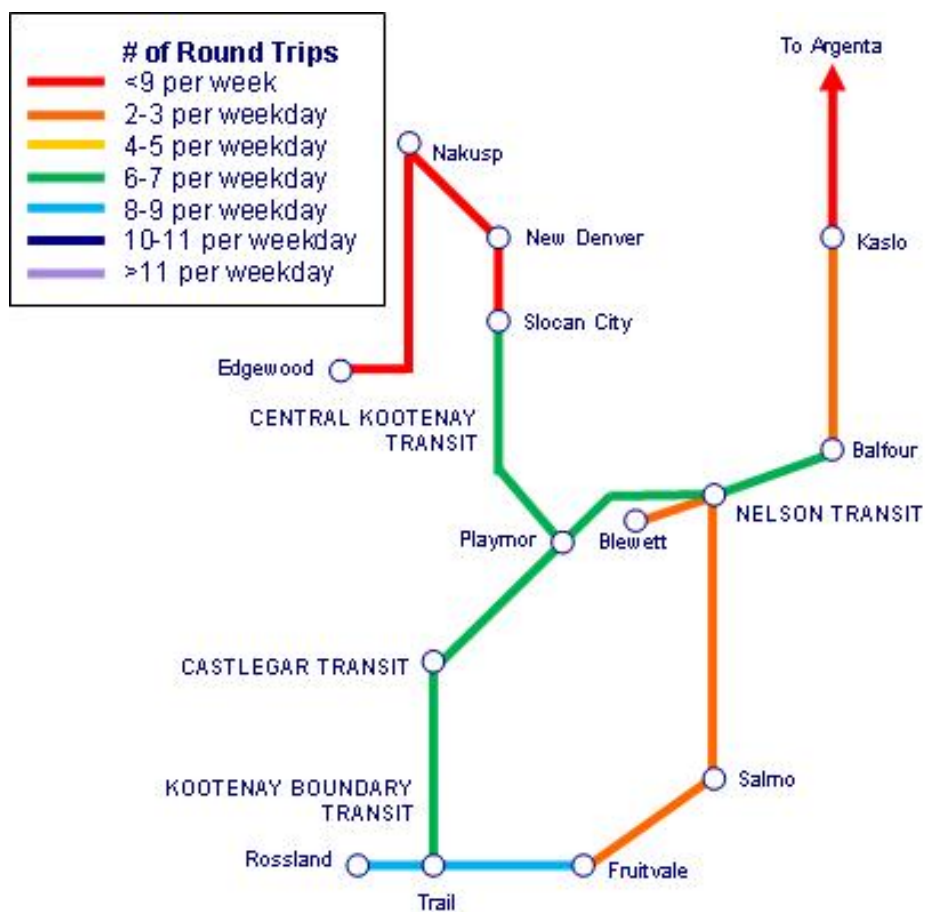 # of Round Trips
<9 per week
2-3 per weekday
4-5 per weekday
6-7 per weekday
8-9 per weekday
10-11 per weekday
>11 per weekday
To Argenta
Nakusp
New Denver
Kaslo
Slocan City
Edgewood
CENTRAL KOOTENAY
TRANSIT
Balfour
NELSON TRANSIT
Playmor
Blewett
CASTLEGAR TRANSIT
KOOTENAY BOUNDARY
TRANSIT
Salmo
Rossland
Fruitvale
Trail